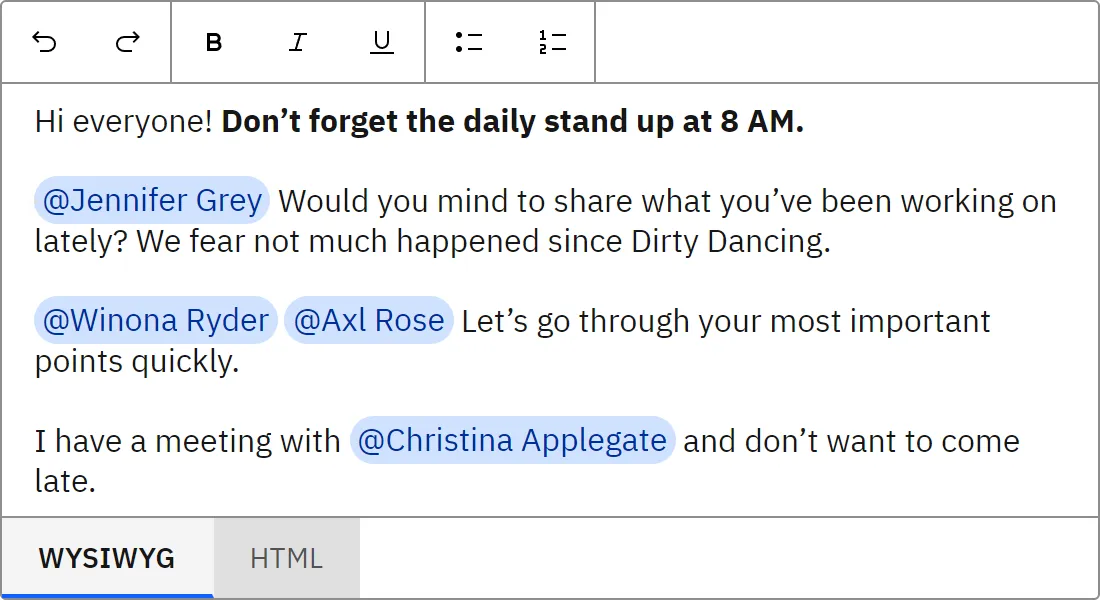 B I U 1 2
Hi everyone! Don’t forget the daily stand up at 8 AM.
@Jennifer Grey Would you mind to share what you’ve been working on
lately? We fear not much happened since Dirty Dancing.
@Winona Ryder @Axl Rose Let’s go through your most important
points quickly.
I have a meeting with @Christina Applegate and don’t want to come
late.
WYSIWYG HTML